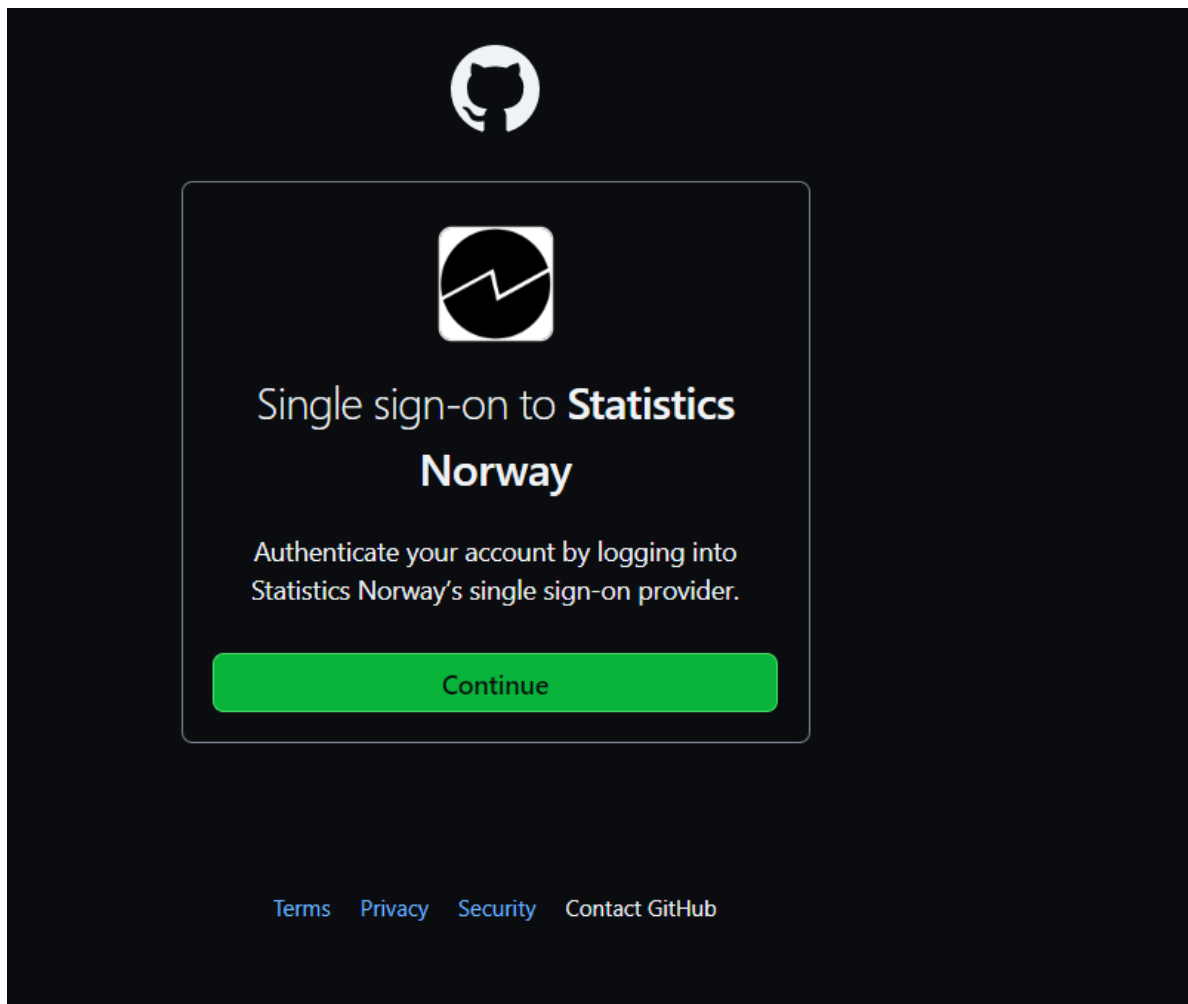 Single sign-on to Statistics
Norway
Authenticate your account by logging into
Statistics Norway’s single sign-on provider.
Continue
Terms Privacy Security Contact GitHub